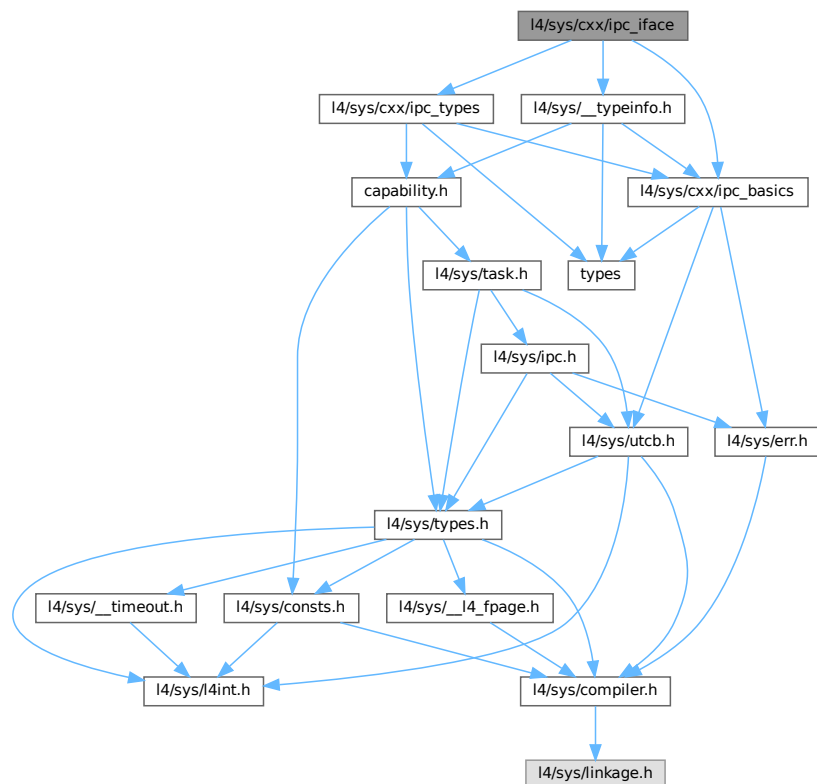 l4/sys/cxx/ipc_iface
l4/sys/cxx/ipc_types
l4/sys/__typeinfo.h
capability.h
l4/sys/cxx/ipc_basics
l4/sys/task.h
types
l4/sys/ipc.h
l4/sys/utcb.h
l4/sys/err.h
l4/sys/types.h
l4/sys/__timeout.h
l4/sys/consts.h
l4/sys/__l4_fpage.h
l4/sys/l4int.h
l4/sys/compiler.h
l4/sys/linkage.h